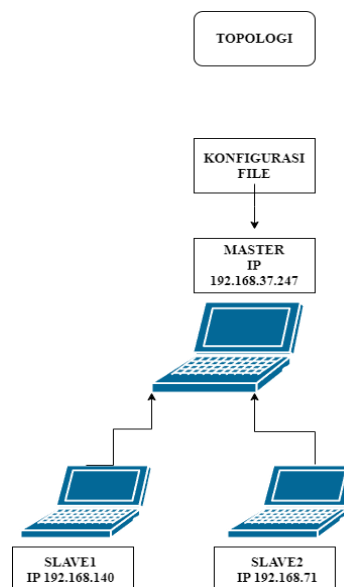 TOPOLOGI
KONFIGURASI
FILE
MASTER
IP
192.168.37.247
SLAVE1
IP 192.168.140
SLAVE2
IP 192.168.71